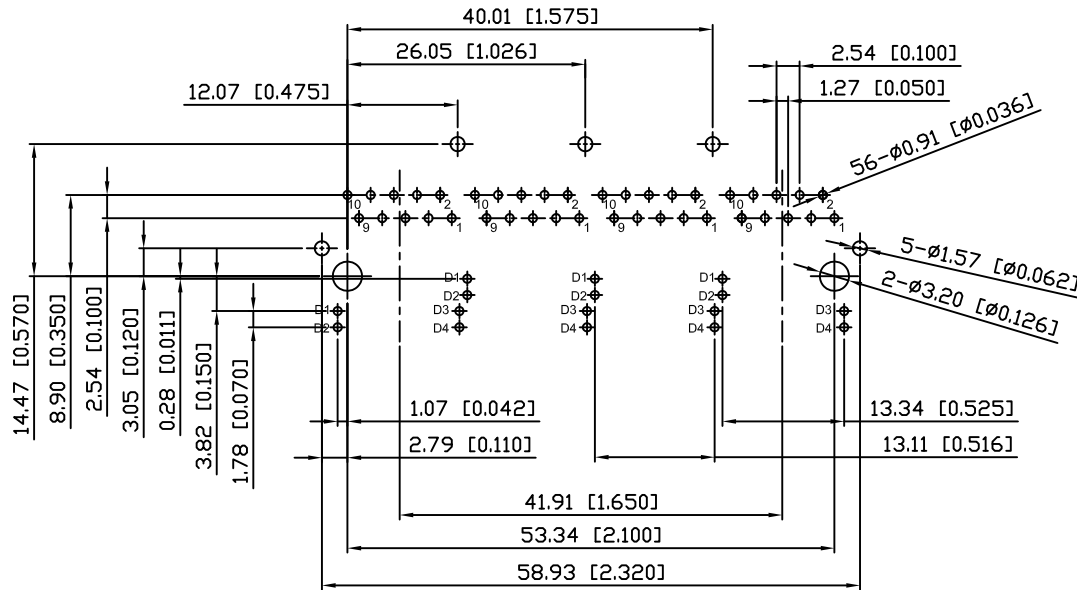 40.01 [1.575]
26.05 [1.026]
2.54 [0.100]
12.07 [0.475]
1.27 [0.050]
56-ø0.91 [ø0.036]
10 2 10 2 10 2 10 2
9 1 9 1 9 1 9 1
5-ø1.57 [ø0.062]
2-ø3.20 [ø0.126]
D1 D1 D1
D2 D2 D2
D1 D3 D3 D3 D3
D2 D4 D4 D4 D4
14.47 [0.570]
8.90 [0.350]
2.54 [0.100]
3.05 [0.120]
0.28 [0.011]
3.82 [0.150]
1.78 [0.070]
1.07 [0.042]
13.34 [0.525]
2.79 [0.110]
13.11 [0.516]
41.91 [1.650]
53.34 [2.100]
58.93 [2.320]